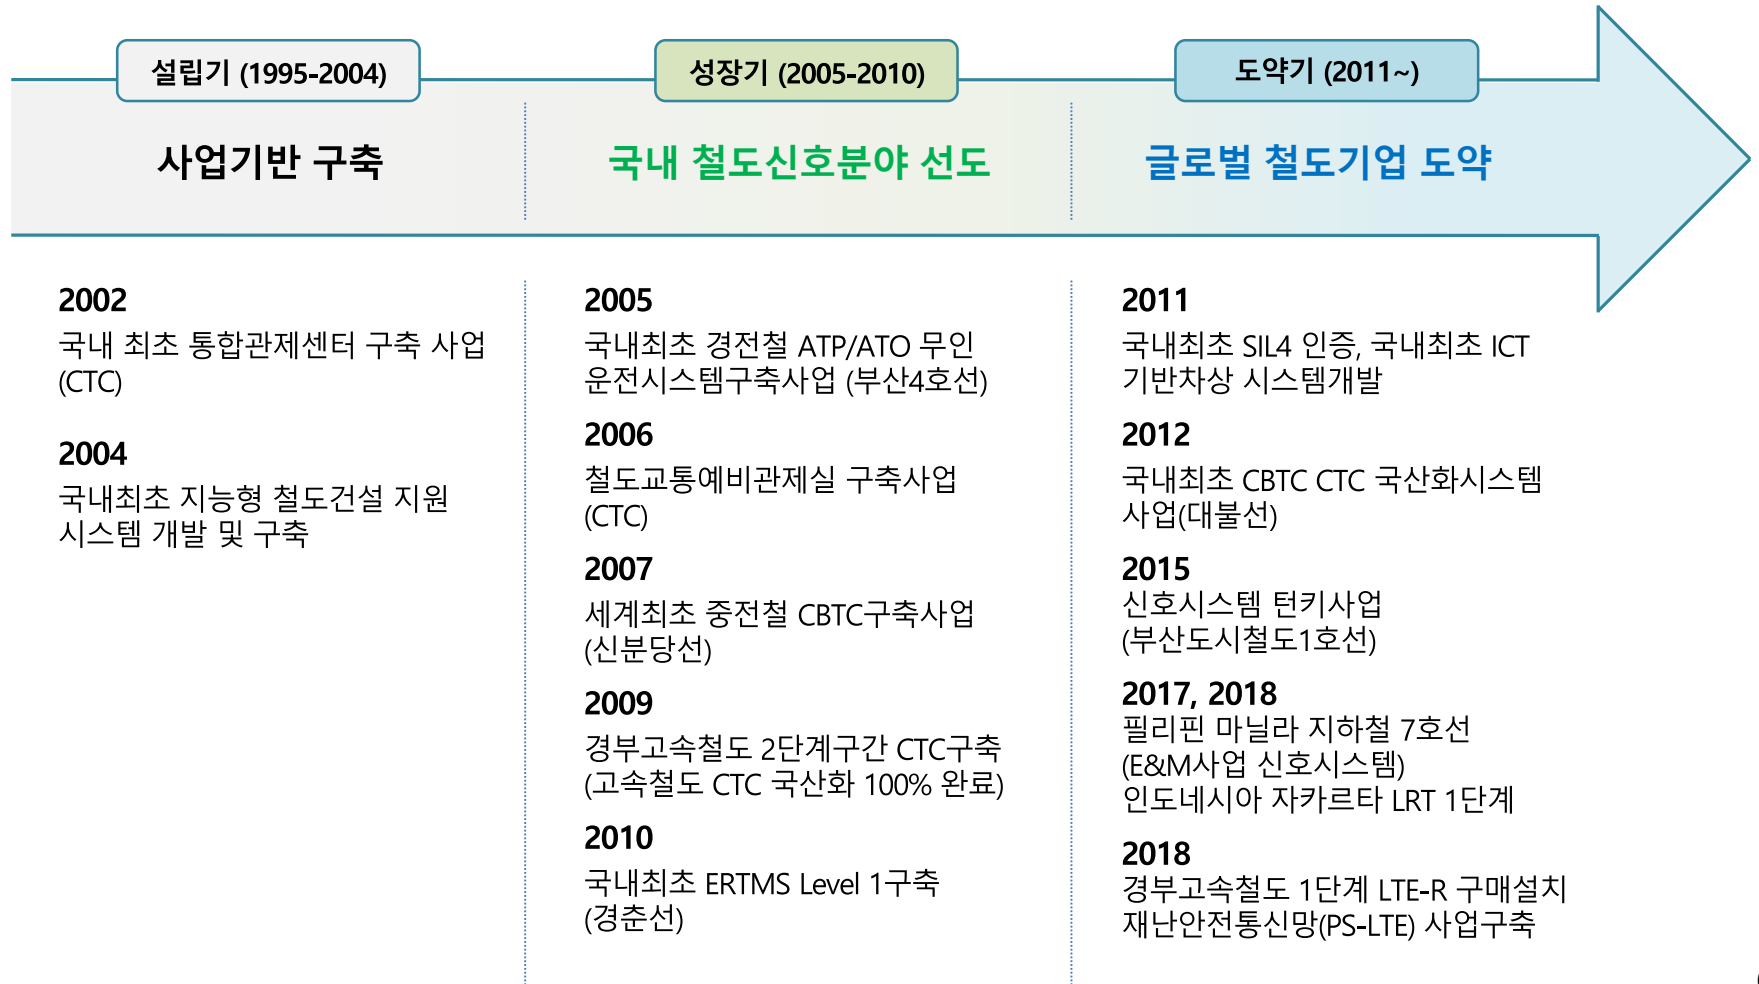 설립기 (1995-2004)
성장기 (2005-2010)
도약기 (2011~)
사업기반 구축
국내 철도신호분야 선도
글로벌 철도기업 도약
2002
국내 최초 통합관제센터 구축 사업
(CTC)
2004
국내최초 지능형 철도건설 지원
시스템 개발 및 구축
2005
국내최초 경전철 ATP/ATO 무인
운전시스템구축사업 (부산4호선)
2006
철도교통예비관제실 구축사업
(CTC)
2007
세계최초 중전철 CBTC구축사업
(신분당선)
2009
경부고속철도 2단계구간 CTC구축
(고속철도 CTC 국산화 100% 완료)
2010
국내최초 ERTMS Level 1구축
(경춘선)
2011
국내최초 SIL4 인증, 국내최초 ICT
기반차상 시스템개발
2012
국내최초 CBTC CTC 국산화시스템
사업(대불선)
2015
신호시스템 턴키사업
(부산도시철도1호선)
2017, 2018
필리핀 마닐라 지하철 7호선
(E&M사업 신호시스템)
인도네시아 자카르타 LRT 1단계
2018
경부고속철도 1단계 LTE-R 구매설치
재난안전통신망(PS-LTE) 사업구축